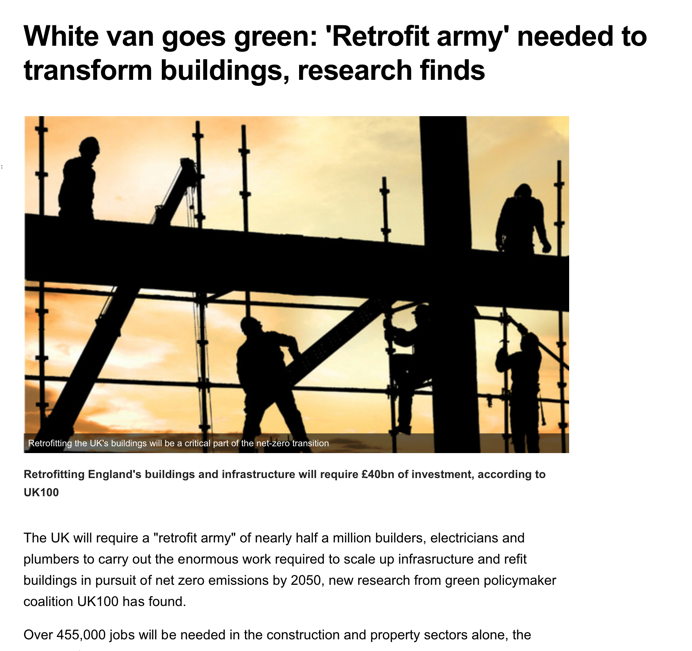 White van goes green: 'Retrofit army' needed to
transform buildings, research finds
Retrofitting the UK's buildings will be a critical part of the net-zero transition
Retrofitting England's buildings and infrastructure will require £40bn of investment, according to
UK100
The UK will require a "retrofit army" of nearly half a million builders, electricians and
plumbers to carry out the enormous work required to scale up infrasructure and refit
buildings in pursuit of net zero emissions by 2050, new research from green policymaker
coalition UK100 has found.
Over 455,000 jobs will be needed in the construction and property sectors alone, the